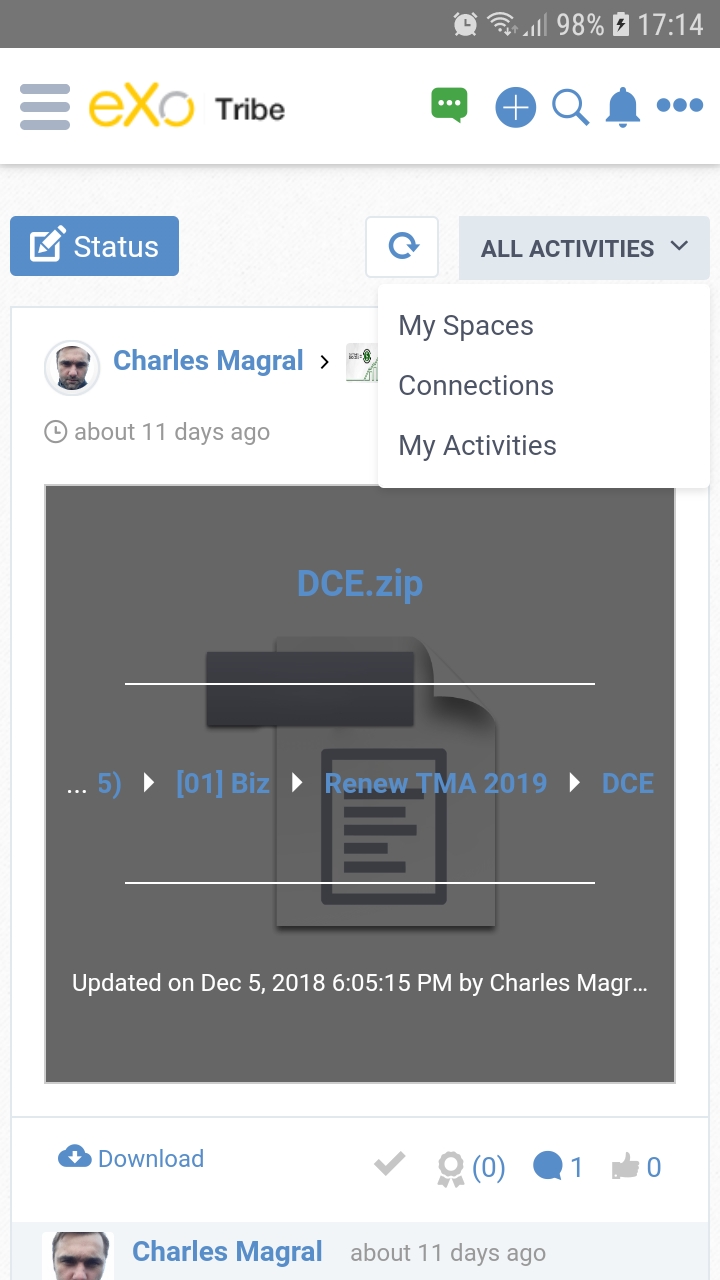 98% 17:14
eXo Tribe
Status
ALL ACTIVITIES
My Spaces
Connections
My Activities
Charles Magral
about 11 days ago
DCE.zip
... 5) [01] Biz Renew TMA 2019 DCE
Updated on Dec 5, 2018 6:05:15 PM by Charles Magr...
Download (0) 1 0
Charles Magral about 11 days ago